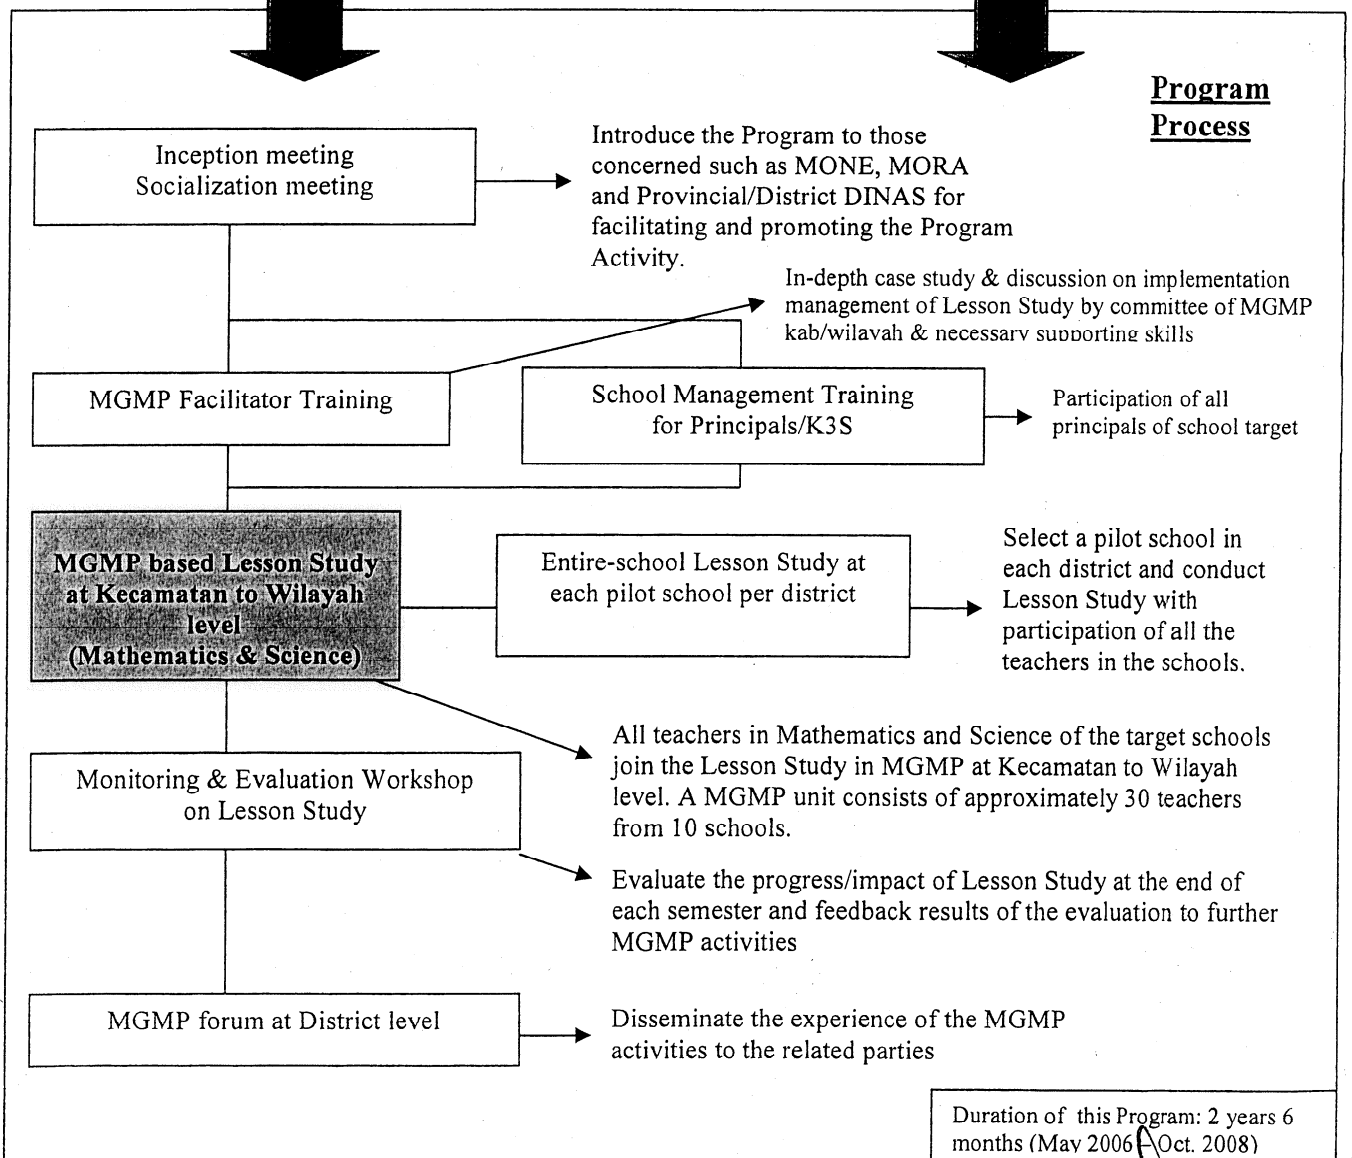 Program
Process
Inception meeting
Socialization meeting
Introduce the Program to those
concerned such as MONE, MORA
and Provincial/District DINAS for
facilitating and promoting the Program
Activity.
In-depth case study & discussion on implementation
management of Lesson Study by committee of MGMP
kab/wilayah & necessary supporting skills
MGMP Facilitator Training
School Management Training
for Principals/K3S
Participation of all
principals of school target
MGMP based Lesson Study
at Kecamatan to Wilayah
level
(Mathematics & Science)
Entire-school Lesson Study at
each pilot school per district
Select a pilot school in
each district and conduct
Lesson Study with
participation of all the
teachers in the schools.
All teachers in Mathematics and Science of the target schools
join the Lesson Study in MGMP at Kecamatan to Wilayah
level. A MGMP unit consists of approximately 30 teachers
from 10 schools.
Monitoring & Evaluation Workshop
on Lesson Study
Evaluate the progress/impact of Lesson Study at the end of
each semester and feedback results of the evaluation to further
MGMP activities
MGMP forum at District level
Disseminate the experience of the MGMP
activities to the related parties
Duration of this Program: 2 years 6
months (May 2006 - Oct. 2008)